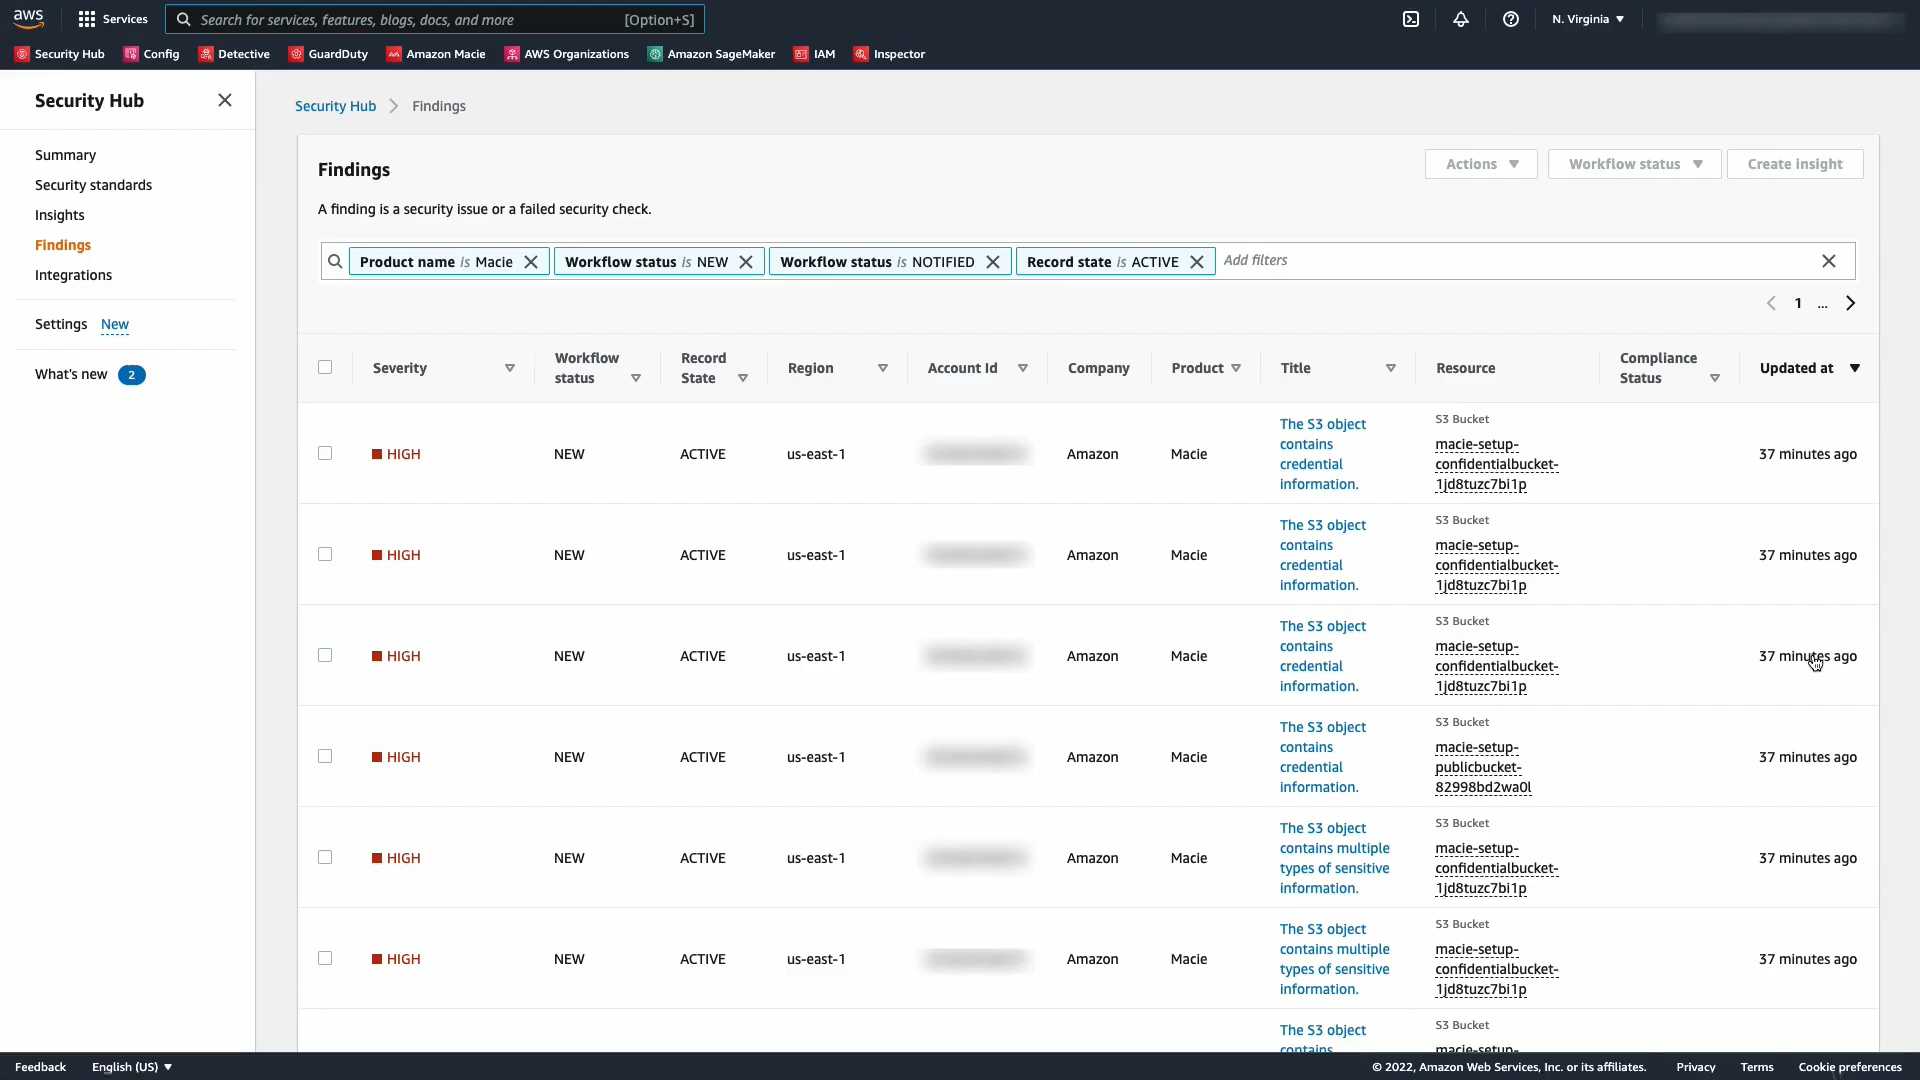 aws Services Search for services, features, blogs, docs, and more [Option+S] N. Virginia
Security Hub Config Detective GuardDuty Amazon Macie AWS Organizations Amazon SageMaker IAM Inspector
Security Hub
Summary
Security standards
Insights
Findings
Integrations
Settings New
What's new 2
Security Hub Findings
Findings
Actions Workflow status Create insight
A finding is a security issue or a failed security check.
Product name is Macie Workflow status is NEW Workflow status is NOTIFIED Record state is ACTIVE Add filters
1 ...
Severity Workflow status Record State Region Account Id Company Product Title Resource Compliance Status Updated at
HIGH NEW ACTIVE us-east-1 Amazon Macie
The S3 object
contains
credential
information.
S3 Bucket
macie-setup-
confidentialbucket-
1jd8tuzc7bi1p
37 minutes ago
HIGH NEW ACTIVE us-east-1 Amazon Macie
The S3 object
contains
credential
information.
S3 Bucket
macie-setup-
confidentialbucket-
1jd8tuzc7bi1p
37 minutes ago
HIGH NEW ACTIVE us-east-1 Amazon Macie
The S3 object
contains
credential
information.
S3 Bucket
macie-setup-
confidentialbucket-
1jd8tuzc7bi1p
37 minutes ago
HIGH NEW ACTIVE us-east-1 Amazon Macie
The S3 object
contains
credential
information.
S3 Bucket
macie-setup-
publicbucket-
82998bd2wa0l
37 minutes ago
HIGH NEW ACTIVE us-east-1 Amazon Macie
The S3 object
contains multiple
types of sensitive
information.
S3 Bucket
macie-setup-
confidentialbucket-
1jd8tuzc7bi1p
37 minutes ago
HIGH NEW ACTIVE us-east-1 Amazon Macie
The S3 object
contains multiple
types of sensitive
information.
S3 Bucket
macie-setup-
confidentialbucket-
1jd8tuzc7bi1p
37 minutes ago
The S3 object
contains
S3 Bucket
macie-setup-
Feedback English (US) © 2022, Amazon Web Services, Inc. or its affiliates. Privacy Terms Cookie preferences